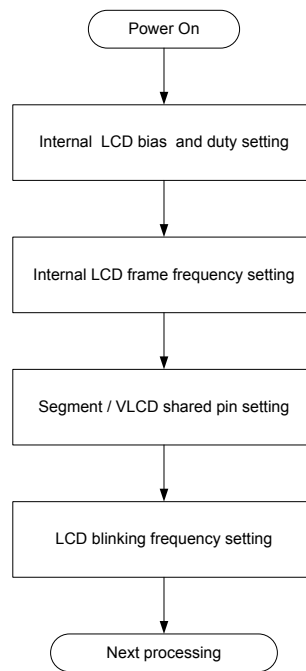 Power On
Internal LCD bias and duty setting
Internal LCD frame frequency setting
Segment / VLCD shared pin setting
LCD blinking frequency setting
Next processing